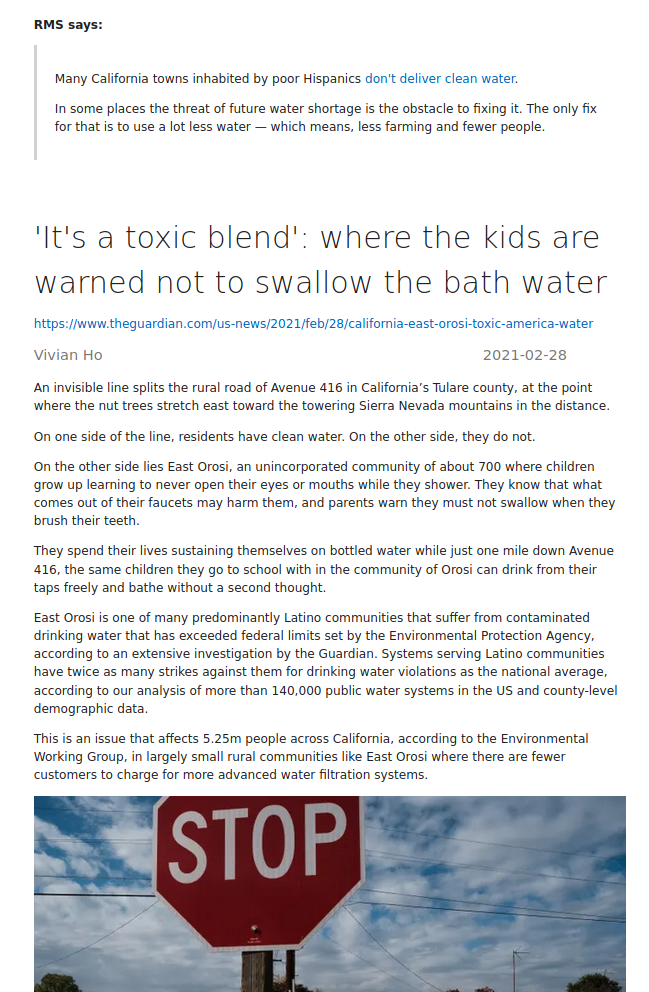 RMS says:
Many California towns inhabited by poor Hispanics don't deliver clean water.
In some places the threat of future water shortage is the obstacle to fixing it. The only fix
for that is to use a lot less water — which means, less farming and fewer people.
'It's a toxic blend': where the kids are
warned not to swallow the bath water
https://www.theguardian.com/us-news/2021/feb/28/california-east-orosi-toxic-america-water
Vivian Ho 2021-02-28
An invisible line splits the rural road of Avenue 416 in California’s Tulare county, at the point
where the nut trees stretch east toward the towering Sierra Nevada mountains in the distance.
On one side of the line, residents have clean water. On the other side, they do not.
On the other side lies East Orosi, an unincorporated community of about 700 where children
grow up learning to never open their eyes or mouths while they shower. They know that what
comes out of their faucets may harm them, and parents warn they must not swallow when they
brush their teeth.
They spend their lives sustaining themselves on bottled water while just one mile down Avenue
416, the same children they go to school with in the community of Orosi can drink from their
taps freely and bathe without a second thought.
East Orosi is one of many predominantly Latino communities that suffer from contaminated
drinking water that has exceeded federal limits set by the Environmental Protection Agency,
according to an extensive investigation by the Guardian. Systems serving Latino communities
have twice as many strikes against them for drinking water violations as the national average,
according to our analysis of more than 140,000 public water systems in the US and county-level
demographic data.
This is an issue that affects 5.25m people across California, according to the Environmental
Working Group, in largely small rural communities like East Orosi where there are fewer
customers to charge for more advanced water filtration systems.
STOP